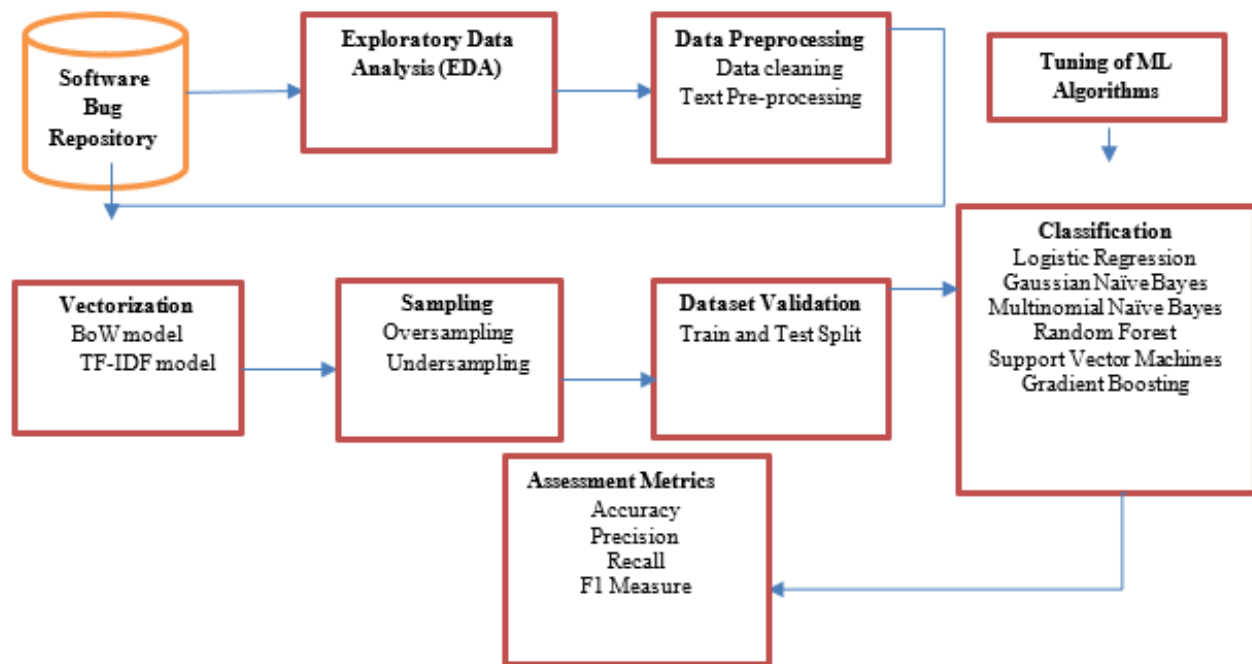 Software
Bug
Repository
Exploratory Data
Analysis (EDA)
Data Preprocessing
Data cleaning
Text Pre-processing
Tuning of ML
Algorithms
Vectorization
BoW model
TF-IDF model
Sampling
Oversampling
Undersampling
Dataset Validation
Train and Test Split
Classification
Logistic Regression
Gaussian Naïve Bayes
Multinomial Naïve Bayes
Random Forest
Support Vector Machines
Gradient Boosting
Assessment Metrics
Accuracy
Precision
Recall
F1 Measure